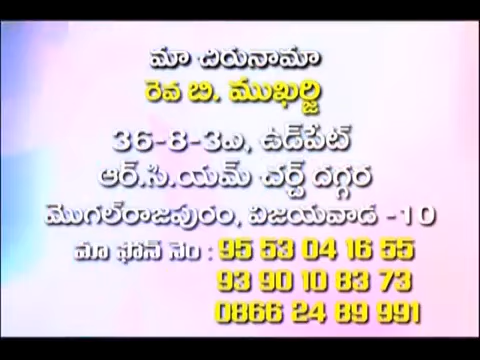 మా చిరునామా
రెవ బి. ముఖర్జి
36-8-3ఎ, ఉడ్‌పేట్
ఆర్.సి.యమ్ చర్చ్ దగ్గర
మొగల్‌రాజపురం, విజయవాడ -10
మా ఫోన్ నెం : 95 53 04 16 55
93 90 10 83 73
0866 24 89 991